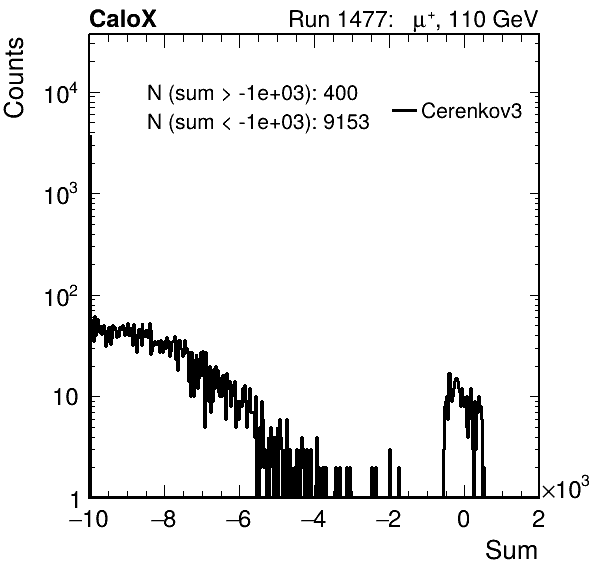 CaloX Run 1477: μ⁺, 110 GeV
Counts
N (sum > -1e+03): 400
N (sum < -1e+03): 9153
Cerenkov3
10⁴
10³
10²
10
1
−10 −8 −6 −4 −2 0 2
×10³
Sum